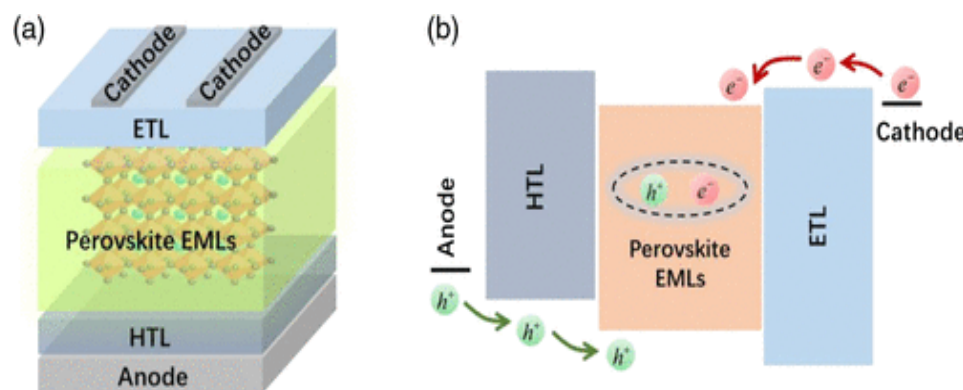 (a)
Cathode
Cathode
ETL
Perovskite EMLs
HTL
Anode
(b)
e⁻
e⁻
e⁻
Cathode
HTL
h⁺
e⁻
ETL
Anode
Perovskite
EMLs
h⁺
h⁺
h⁺